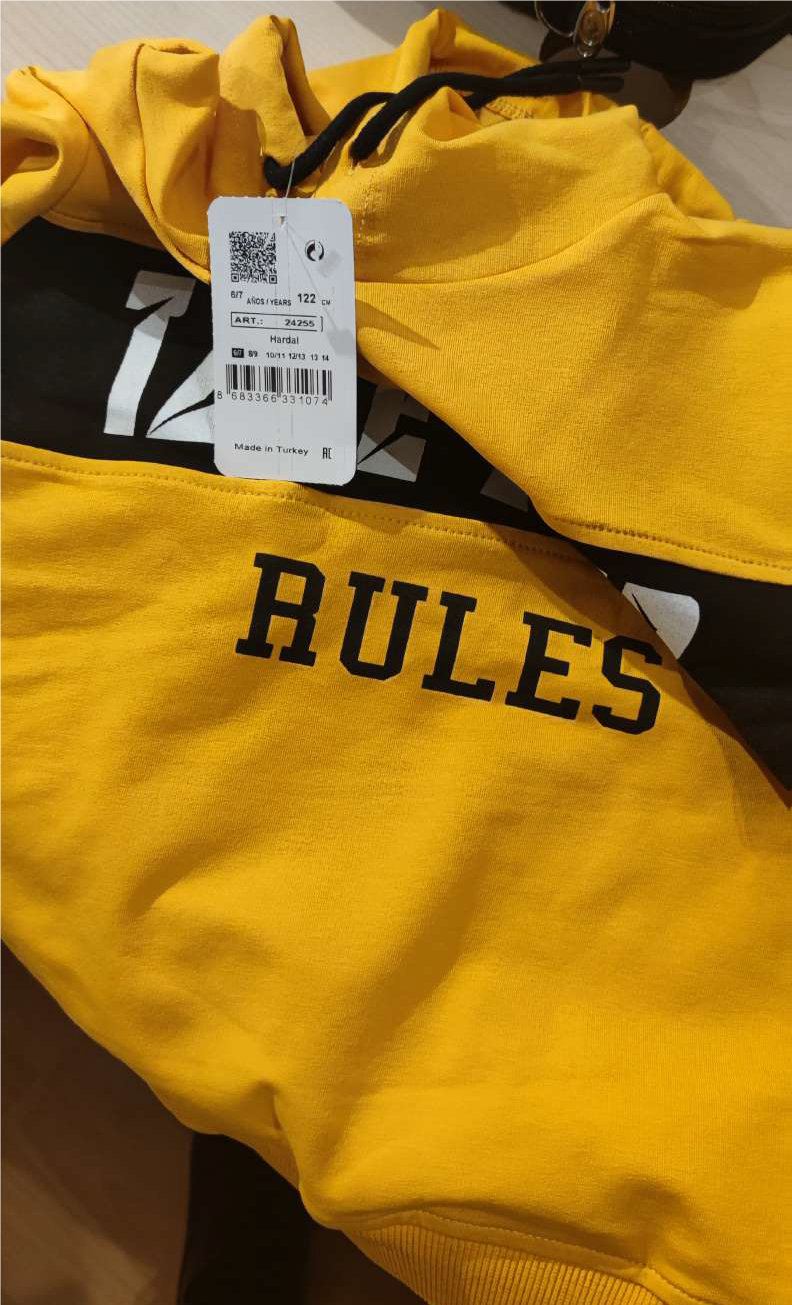 6/7 AÑOS / YEARS 122 CM
ART.: 24255
Hardal
6/7 8/9 10/11 12/13 13 14
8 683366 331074
Made in Turkey
RULES